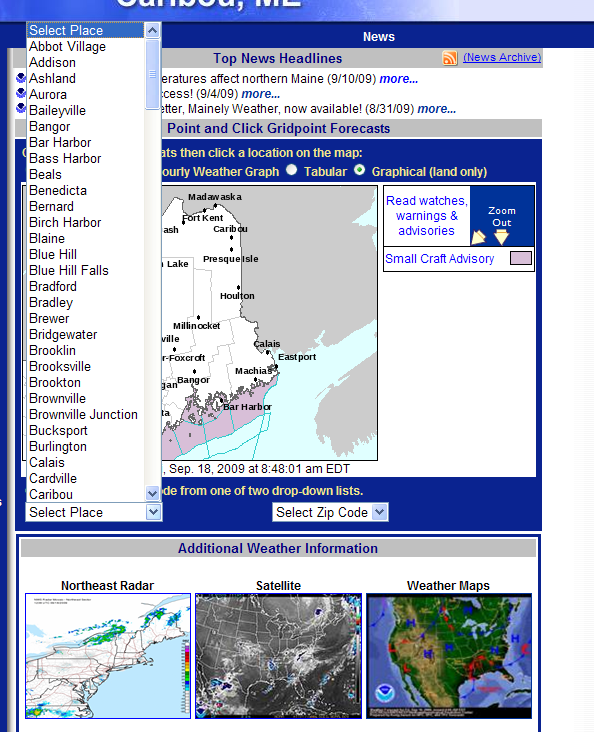 Caribou, ME
News
Select Place
Abbot Village
Addison
Ashland
Aurora
Baileyville
Bangor
Bar Harbor
Bass Harbor
Beals
Benedicta
Bernard
Birch Harbor
Blaine
Blue Hill
Blue Hill Falls
Bradford
Bradley
Brewer
Bridgewater
Brooklin
Brooksville
Brookton
Brownville
Brownville Junction
Bucksport
Burlington
Calais
Cardville
Caribou
Select Place
Top News Headlines
(News Archive)
eratures affect northern Maine (9/10/09) more...
cess! (9/4/09) more...
etter, Mainely Weather, now available! (8/31/09) more...
Point and Click Gridpoint Forecasts
ats then click a location on the map:
ourly Weather Graph Tabular Graphical (land only)
Madawaska
Fort Kent
ash
Caribou
Lake
Presque Isle
Houlton
Millinocket
ville
Calais
r-Foxcroft
Eastport
Machias
Bangor
gan
Bar Harbor
ta
Read watches,
warnings &
advisories
Zoom
Out
Small Craft Advisory
, Sep. 18, 2009 at 8:48:01 am EDT
ode from one of two drop-down lists.
Select Zip Code
Additional Weather Information
Northeast Radar
Satellite
Weather Maps